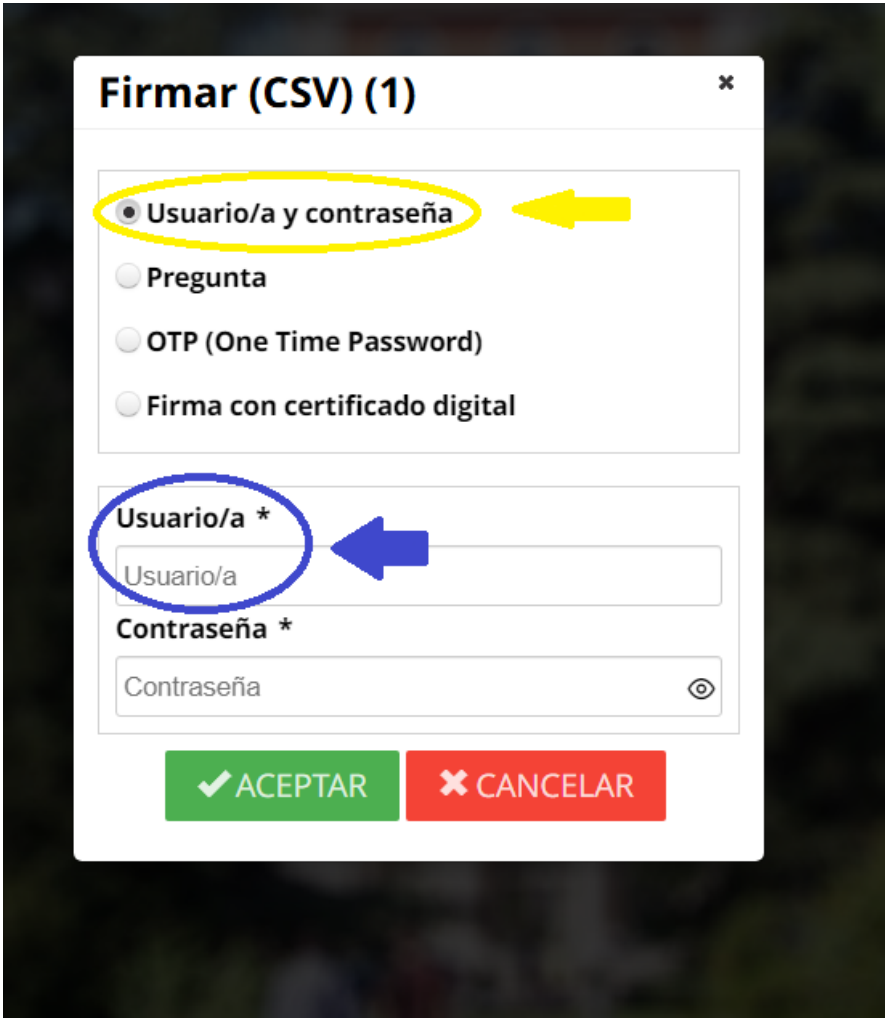 Firmar (CSV) (1)
Usuario/a y contraseña
Pregunta
OTP (One Time Password)
Firma con certificado digital
Usuario/a *
Usuario/a
Contraseña *
Contraseña
ACEPTAR
CANCELAR